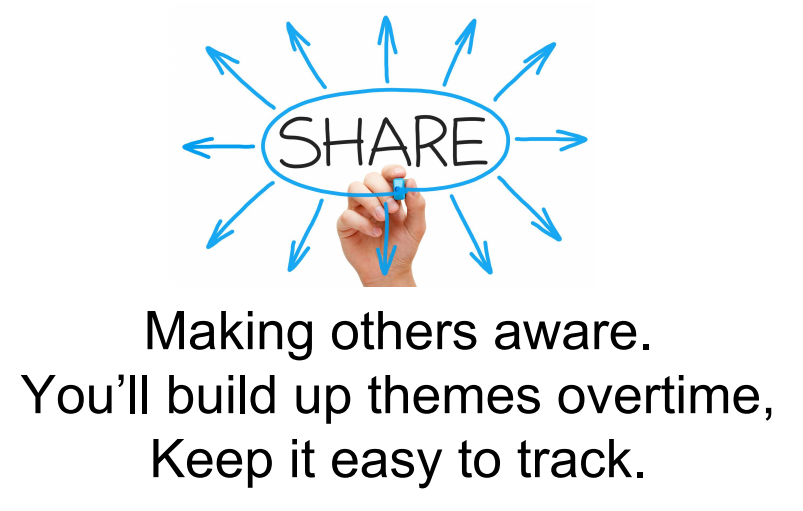 SHARE
Making others aware.
You’ll build up themes overtime,
Keep it easy to track.